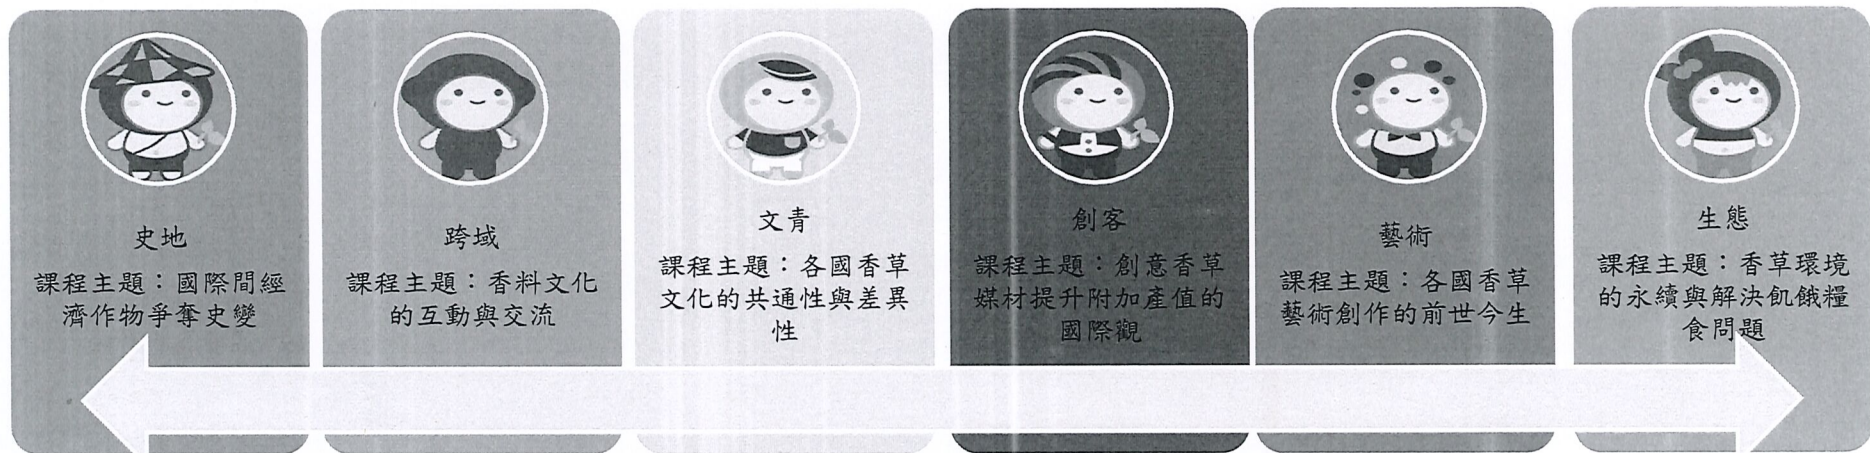 史地
課程主題：國際間經
濟作物爭奪史變
跨域
課程主題：香料文化
的互動與交流
文青
課程主題：各國香草
文化的共通性與差異
性
創客
課程主題：創意香草
媒材提升附加產值的
國際觀
藝術
課程主題：各國香草
藝術創作的前世今生
生態
課程主題：香草環境
的永續與解決飢餓糧
食問題